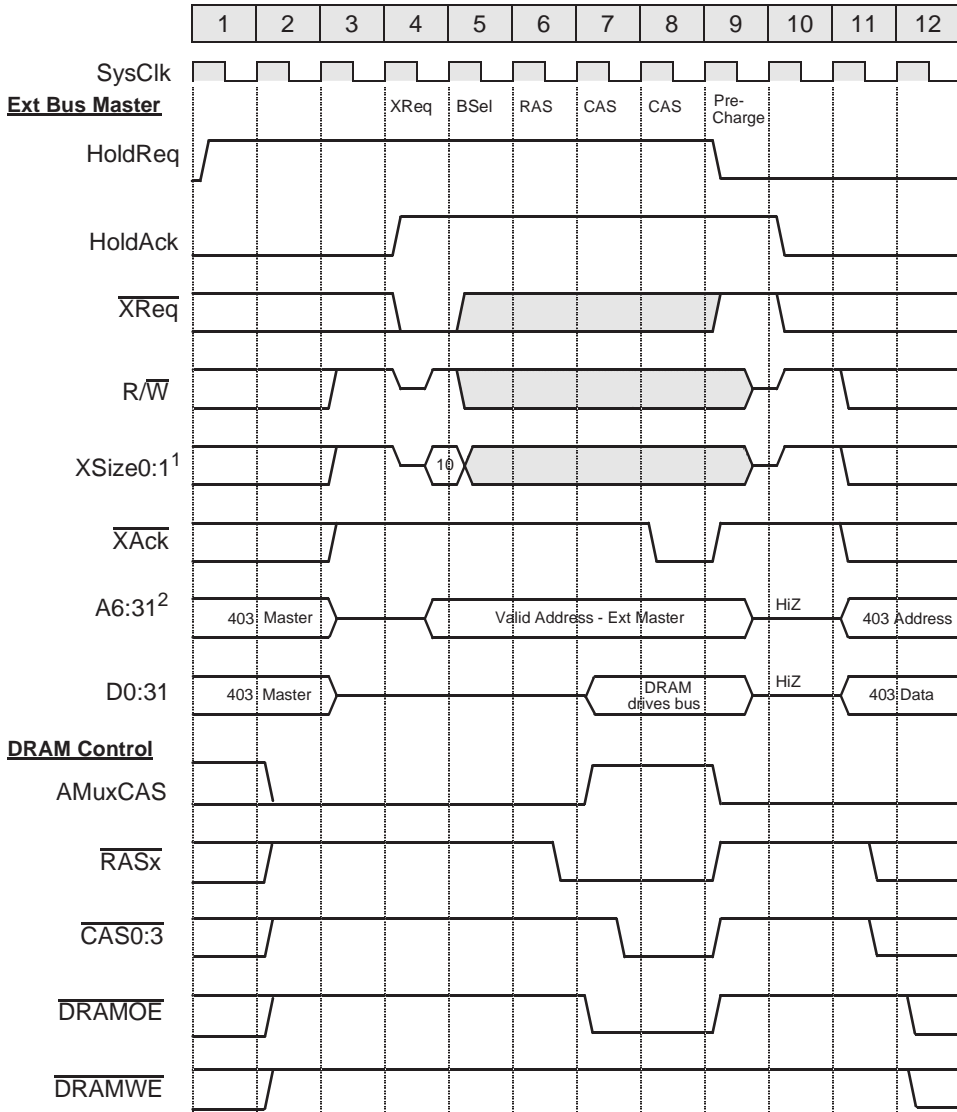 1 2 3 4 5 6 7 8 9 10 11 12
SysClk
Ext Bus Master
XReq BSel RAS CAS CAS Pre-
Charge
HoldReq
HoldAck
XReq
R/W
XSize0:1¹
10
XAck
A6:31²
403 Master
Valid Address - Ext Master
HiZ
403 Address
D0:31
403 Master
DRAM
drives bus
HiZ
403 Data
DRAM Control
AMuxCAS
RASx
CAS0:3
DRAMOE
DRAMWE